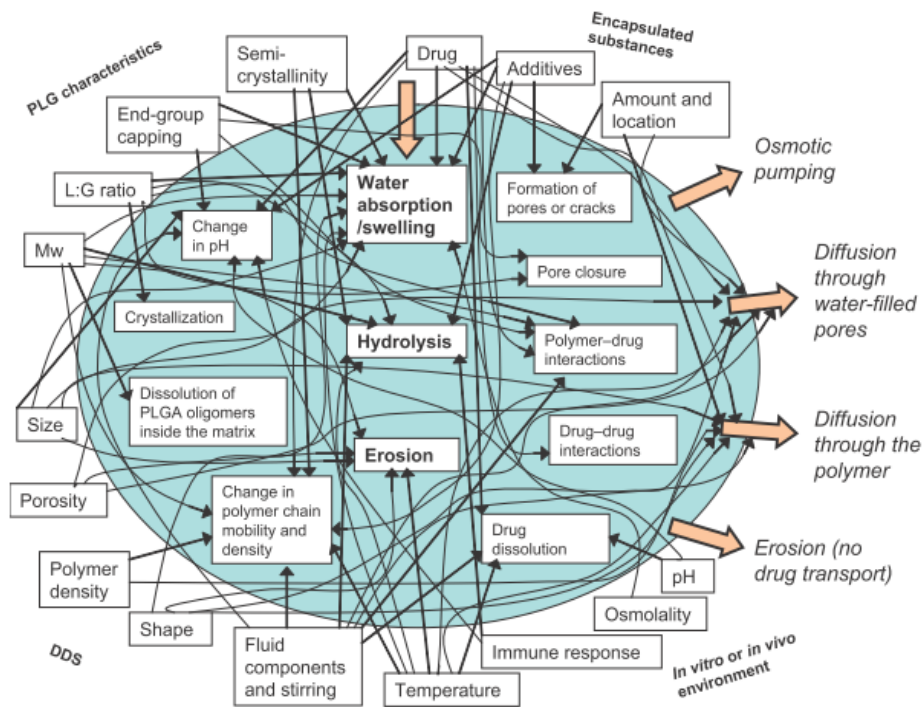 PLG characteristics
Semi-
crystallinity
Drug
Encapsulated
substances
Additives
Amount and
location
End-group
capping
Osmotic
pumping
L:G ratio
Water
absorption
/swelling
Formation of
pores or cracks
Change
in pH
Mw
Pore closure
Diffusion
through
water-filled
pores
Crystallization
Hydrolysis
Polymer–drug
interactions
Dissolution of
PLGA oligomers
inside the matrix
Size
Drug–drug
interactions
Diffusion
through the
polymer
Erosion
Porosity
Change in
polymer chain
mobility and
density
Drug
dissolution
Erosion (no
drug transport)
Polymer
density
pH
Osmolality
Shape
DDS
Fluid
components
and stirring
Immune response
Temperature
In vitro or in vivo
environment